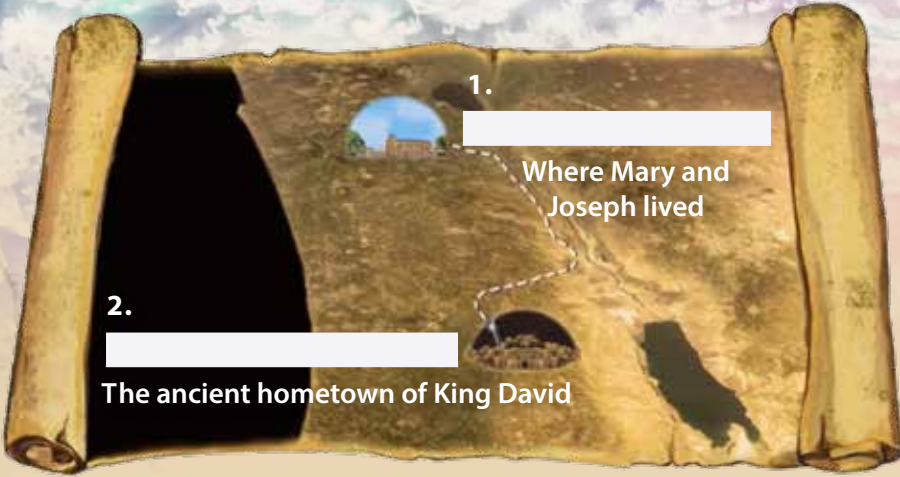 1.
Where Mary and
Joseph lived
2.
The ancient hometown of King David